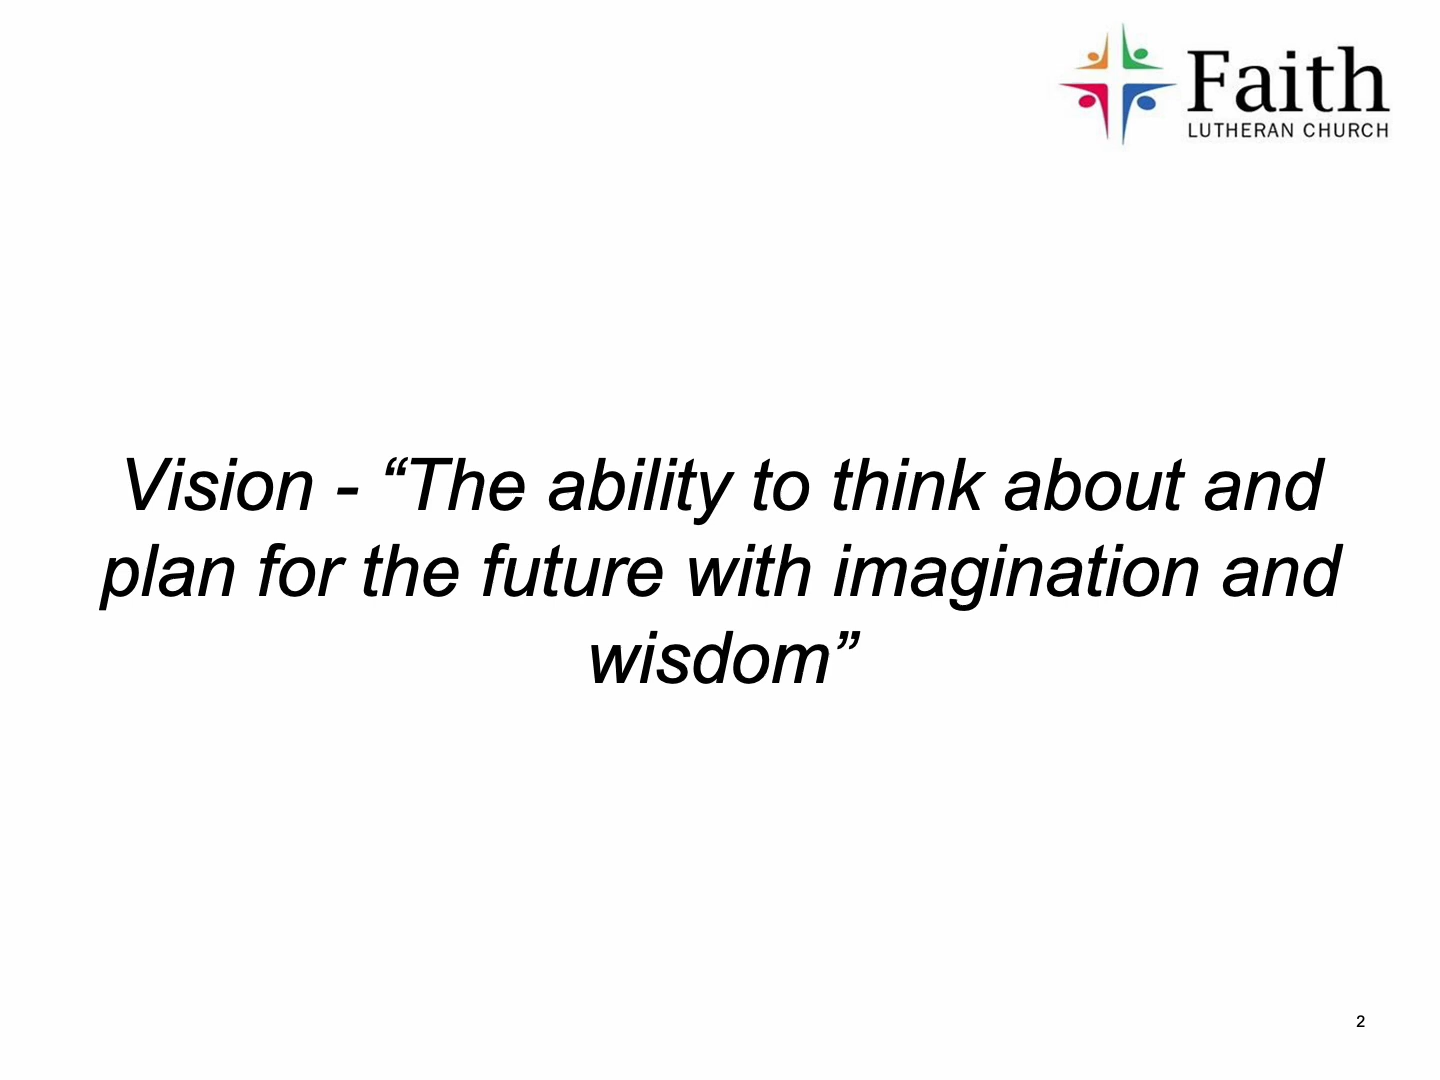 Faith
LUTHERAN CHURCH
Vision - “The ability to think about and
plan for the future with imagination and
wisdom”
2